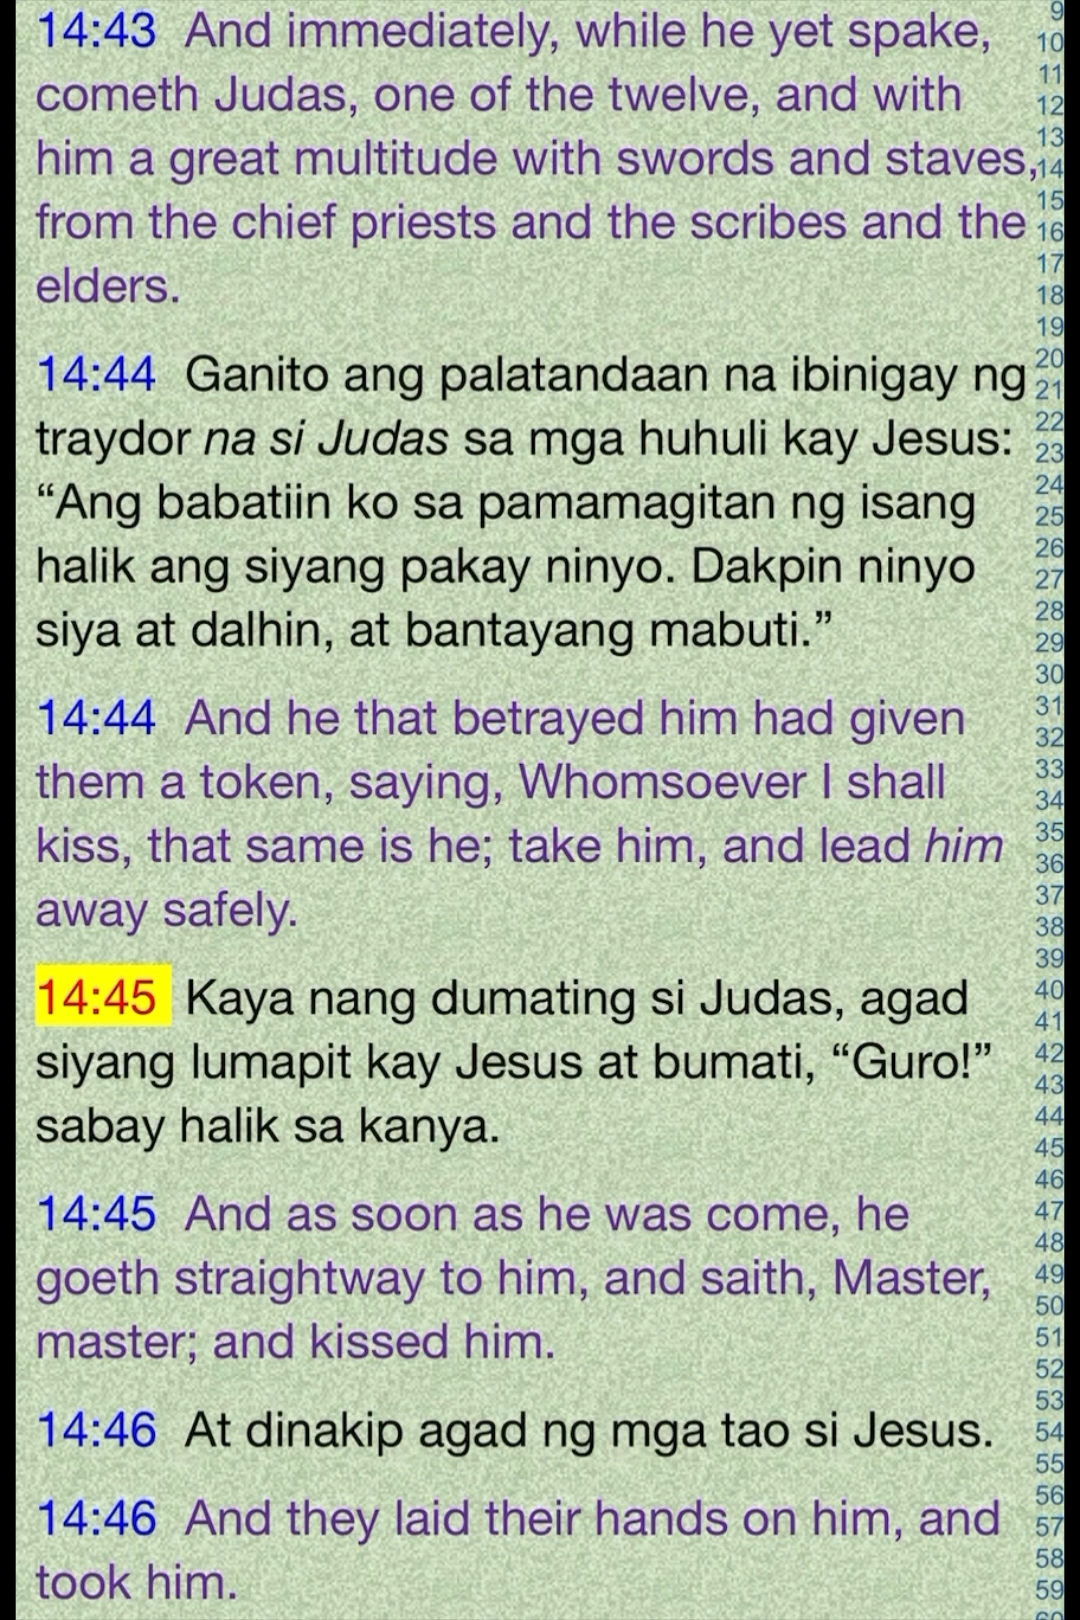 14:43 And immediately, while he yet spake,
cometh Judas, one of the twelve, and with
him a great multitude with swords and staves,
from the chief priests and the scribes and the
elders.
14:44 Ganito ang palatandaan na ibinigay ng
traydor na si Judas sa mga huhuli kay Jesus:
“Ang babatiin ko sa pamamagitan ng isang
halik ang siyang pakay ninyo. Dakpin ninyo
siya at dalhin, at bantayang mabuti.”
14:44 And he that betrayed him had given
them a token, saying, Whomsoever I shall
kiss, that same is he; take him, and lead him
away safely.
14:45 Kaya nang dumating si Judas, agad
siyang lumapit kay Jesus at bumati, “Guro!”
sabay halik sa kanya.
14:45 And as soon as he was come, he
goeth straightway to him, and saith, Master,
master; and kissed him.
14:46 At dinakip agad ng mga tao si Jesus.
14:46 And they laid their hands on him, and
took him.
9
10
11
12
13
14
15
16
17
18
19
20
21
22
23
24
25
26
27
28
29
30
31
32
33
34
35
36
37
38
39
40
41
42
43
44
45
46
47
48
49
50
51
52
53
54
55
56
57
58
59
60